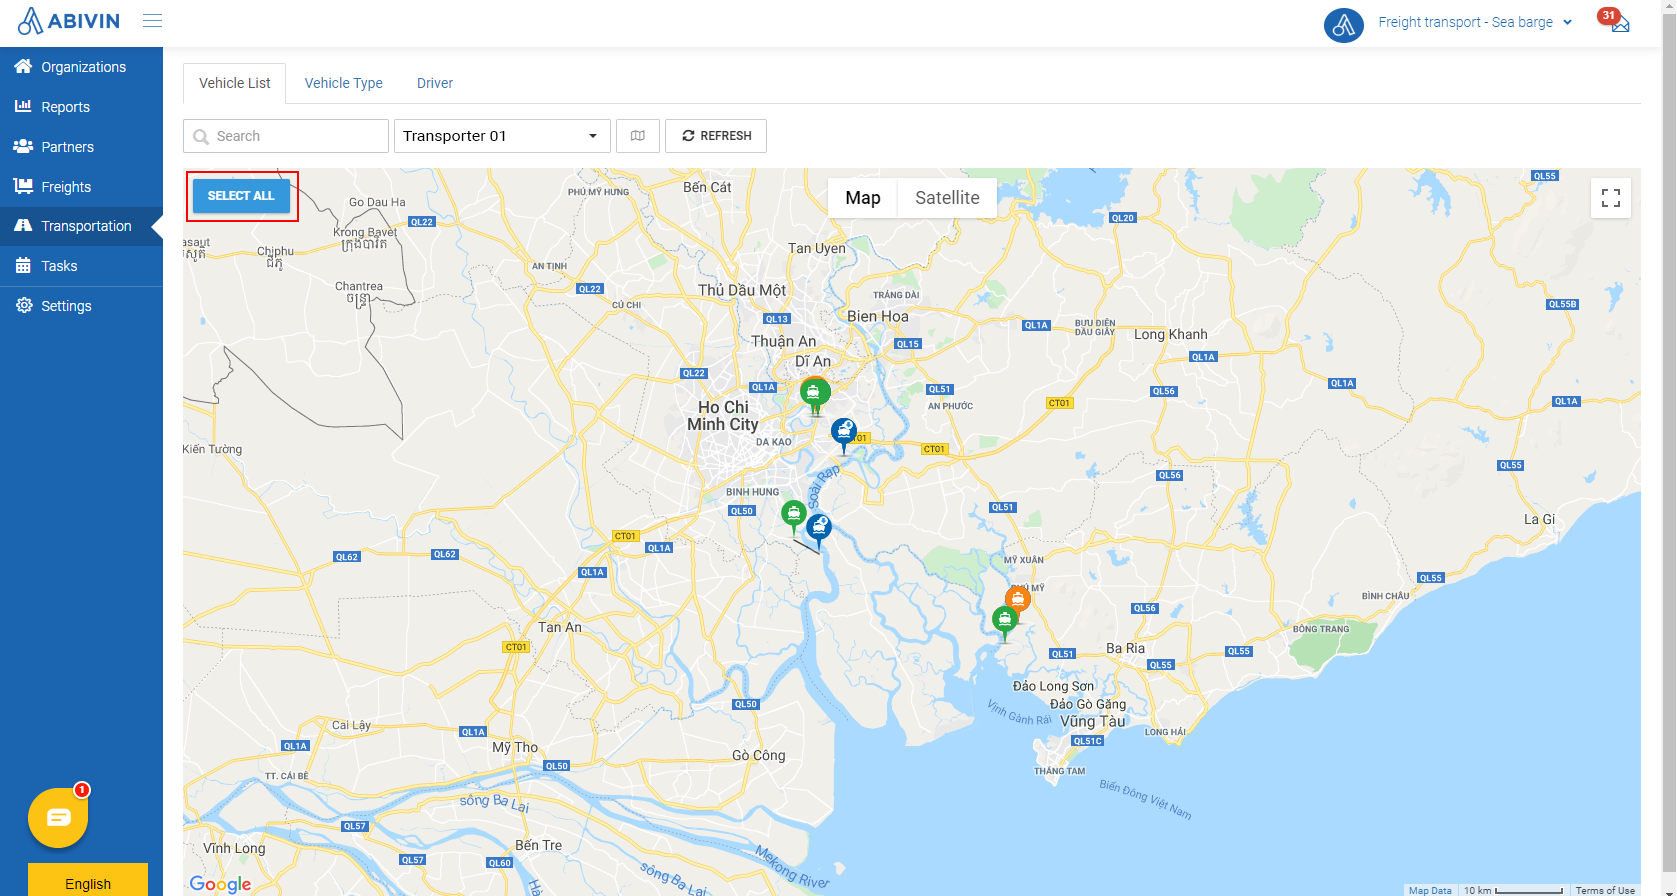 ABIVIN
Freight transport - Sea barge
31
Organizations
Reports
Partners
Freights
Transportation
Tasks
Settings
1
English
Vehicle List
Vehicle Type
Driver
Search
Transporter 01
REFRESH
SELECT ALL
Map
Satellite
QL55
PHÚ MỸ HƯNG
Bến Cát
Go Dau Ha
QL22
QL20
Krong Bavet
ក្រុងបាវិត
Tan Uyen
Chiphu
ជីភូ
AN TỊNH
Chantrea
ចន្ទ្រា
QL22
Thủ Dầu Một
TRẢNG DÀI
CỦ CHI
QL55B
QL13
Bien Hoa
QL1A
BƯU ĐIỆN
DẦU GIÂY
Long Khanh
Thuận An
QL15
QL1A
Dĩ An
QL22
QL1A
QL51
QL56
QL1A
QL1A
Ho Chi
Minh City
AN PHƯỚC
CT01
DA KAO
Kiến Tường
CT01
QL55
QL56
Soài Rạp
BINH HUNG
QL50
QL51
La Gi
CT01
QL1A
QL62
QL62
QL1A
MỸ XUÂN
QL55
BÌNH CHÂU
QL56
BÔNG TRANG
Tan An
CT01
Ba Ria
QL51
QL55
QL55
Đảo Long Sơn
Đảo Gò Găng
Vịnh Gành Rái
Vũng Tàu
QL50
LONG HẢI
QL51C
Cai Lậy
QL1A
QL1A
Mỹ Tho
Gò Công
THẮNG TAM
QL50
TT. CÁI BÈ
Biển Đông Việt Nam
sông Ba Lai
QL57
Bến Tre
Vĩnh Long
QL57
QL60
Mekong River
sông Ba Lai
Google
Map Data
10 km
Terms of Use